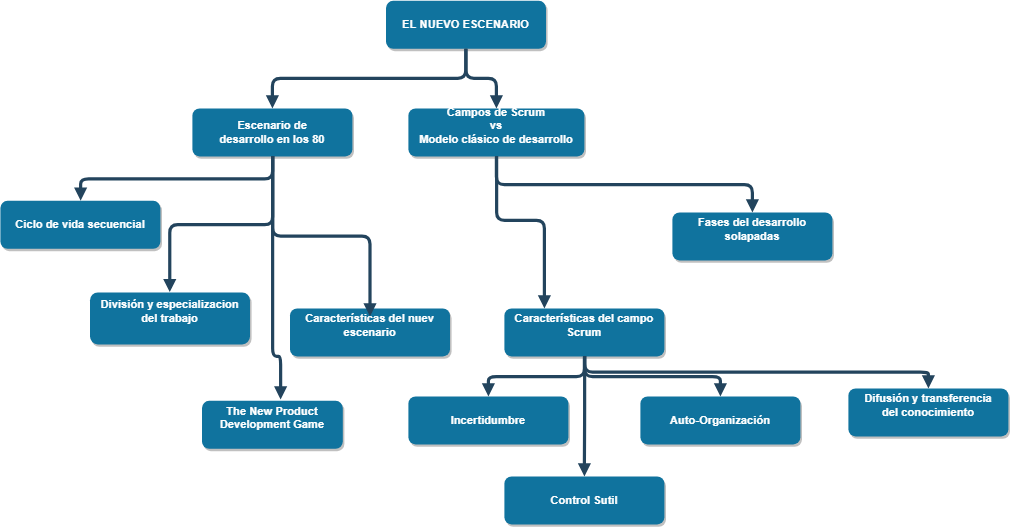 EL NUEVO ESCENARIO
Escenario de
desarrollo en los 80
Campos de Scrum
vs
Modelo clásico de desarrollo
Ciclo de vida secuencial
Fases del desarrollo
solapadas
División y especializacion
del trabajo
Características del nuev
escenario
Características del campo
Scrum
The New Product
Development Game
Incertidumbre
Auto-Organización
Difusión y transferencia
del conocimiento
Control Sutil